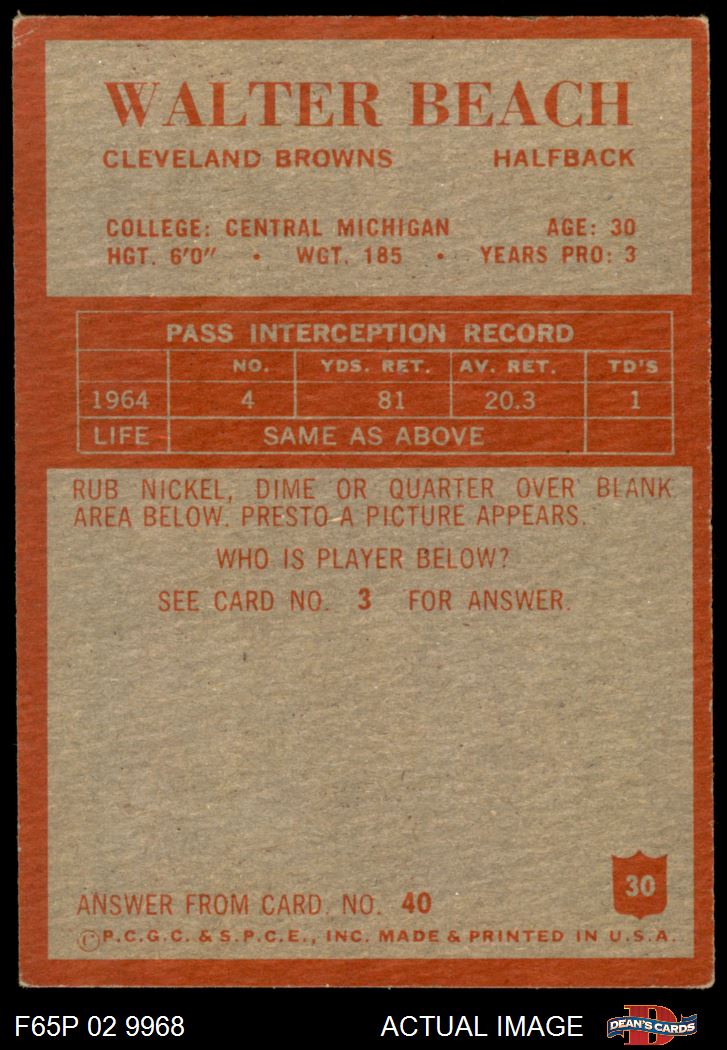 WALTER BEACH
CLEVELAND BROWNS HALFBACK
COLLEGE: CENTRAL MICHIGAN AGE: 30
HGT. 6'0" • WGT. 185 • YEARS PRO: 3
PASS INTERCEPTION RECORD
NO. YDS. RET. AV. RET. TD'S
1964 4 81 20.3 1
LIFE SAME AS ABOVE
RUB NICKEL, DIME OR QUARTER OVER BLANK
AREA BELOW. PRESTO A PICTURE APPEARS.
WHO IS PLAYER BELOW?
SEE CARD NO. 3 FOR ANSWER.
30
ANSWER FROM CARD. NO. 40
©P.C.G.C. & S.P.C.E., INC. MADE & PRINTED IN U.S.A.
F65P 02 9968 ACTUAL IMAGE DEAN'S CARDS